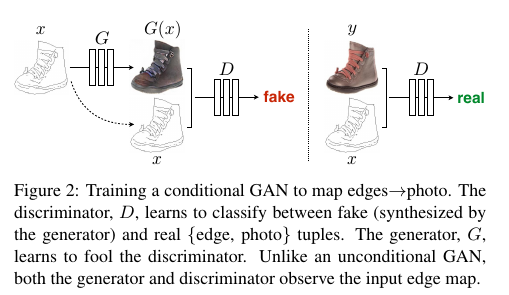 x
G
G(x)
D
fake
x
y
D
real
x
Figure 2: Training a conditional GAN to map edges→photo. The
discriminator, D, learns to classify between fake (synthesized by
the generator) and real {edge, photo} tuples. The generator, G,
learns to fool the discriminator. Unlike an unconditional GAN,
both the generator and discriminator observe the input edge map.